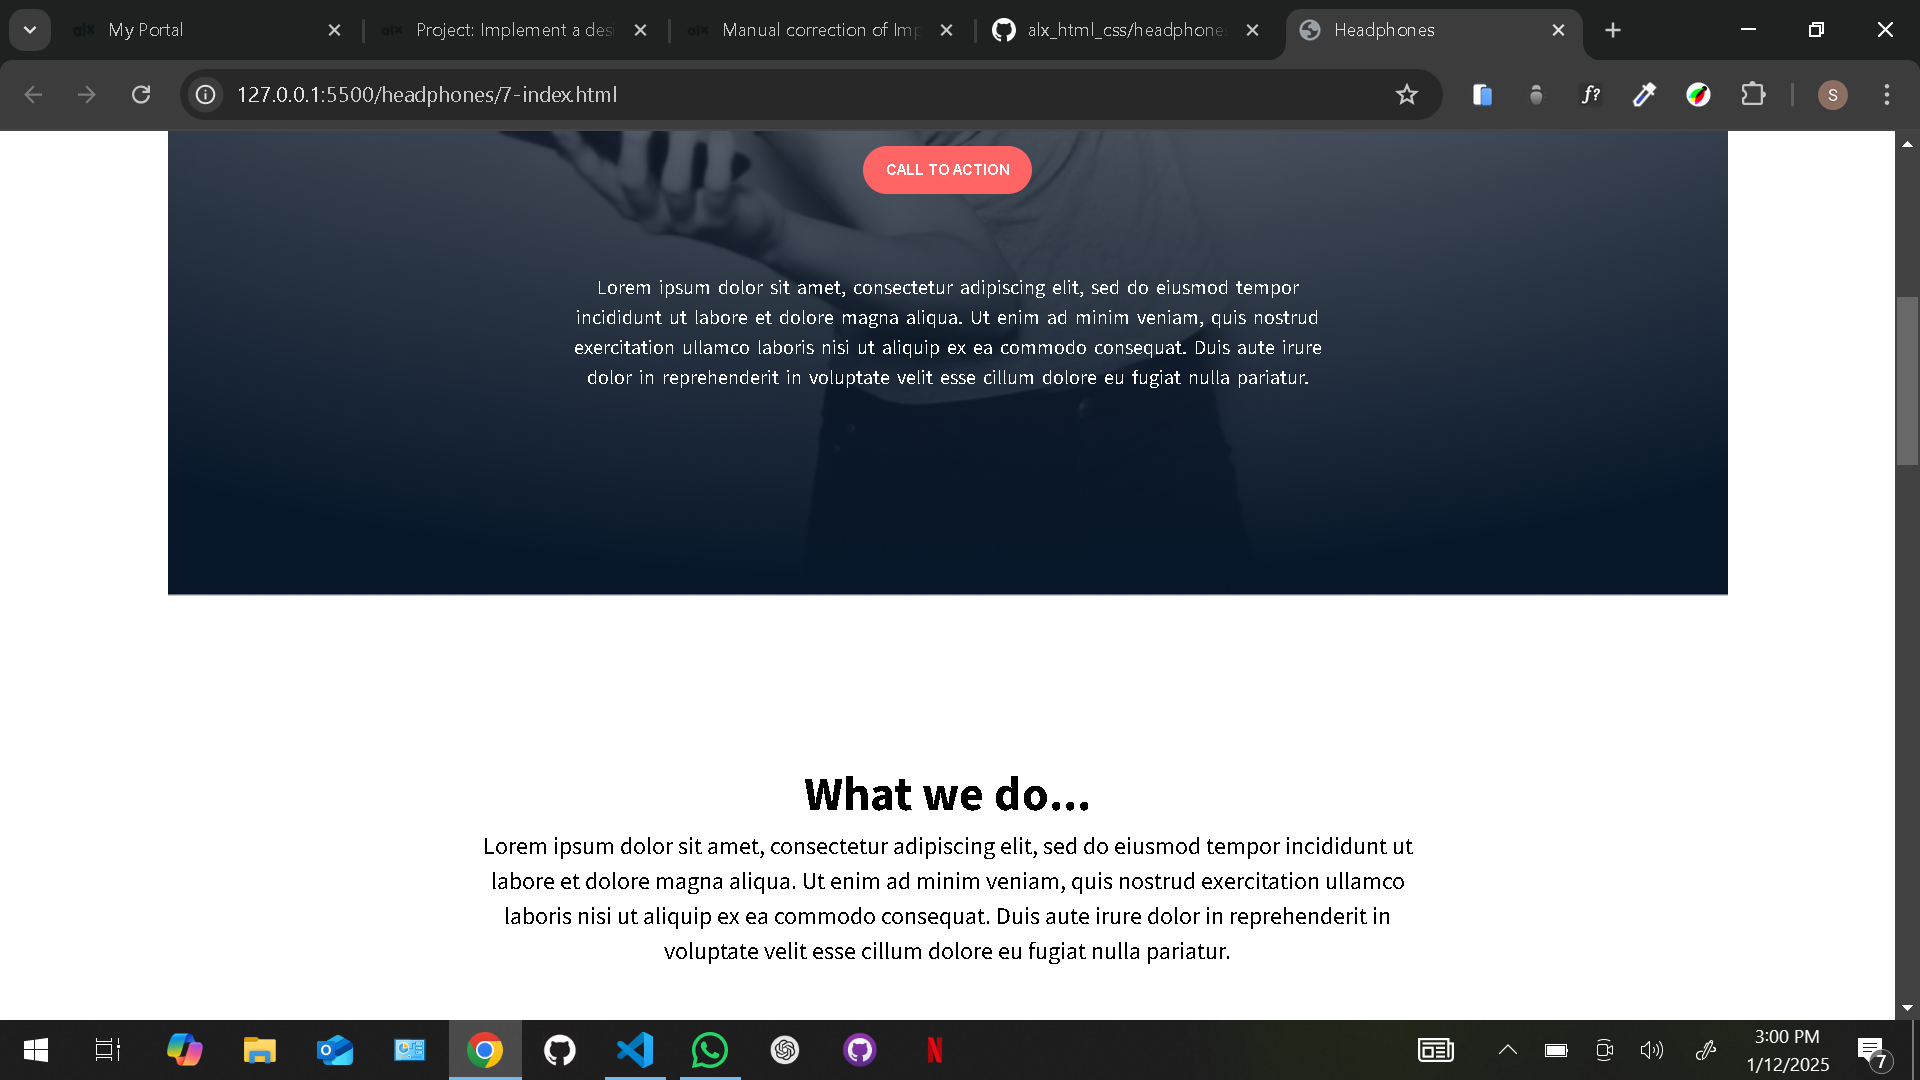 My Portal
Project: Implement a des
Manual correction of Imp
alx_html_css/headphones
Headphones
127.0.0.1:5500/headphones/7-index.html
f?
S
CALL TO ACTION
Lorem ipsum dolor sit amet, consectetur adipiscing elit, sed do eiusmod tempor
incididunt ut labore et dolore magna aliqua. Ut enim ad minim veniam, quis nostrud
exercitation ullamco laboris nisi ut aliquip ex ea commodo consequat. Duis aute irure
dolor in reprehenderit in voluptate velit esse cillum dolore eu fugiat nulla pariatur.
What we do...
Lorem ipsum dolor sit amet, consectetur adipiscing elit, sed do eiusmod tempor incididunt ut
labore et dolore magna aliqua. Ut enim ad minim veniam, quis nostrud exercitation ullamco
laboris nisi ut aliquip ex ea commodo consequat. Duis aute irure dolor in reprehenderit in
voluptate velit esse cillum dolore eu fugiat nulla pariatur.
3:00 PM
1/12/2025
7